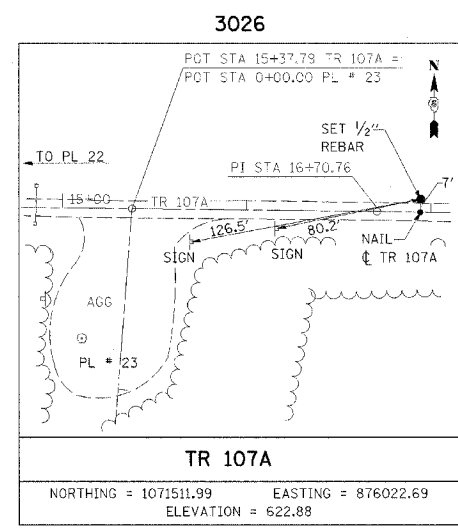 3026
POT STA 15+37.79 TR 107A =
POT STA 0+00.00 PL # 23
N
SET 1/2"
REBAR
TO PL 22
PI STA 16+70.76
7'
15+00
TR 107A
126.5'
80.2'
NAIL
℄ TR 107A
SIGN
SIGN
AGG
PL # 23
TR 107A
NORTHING = 1071511.99
EASTING = 876022.69
ELEVATION = 622.88